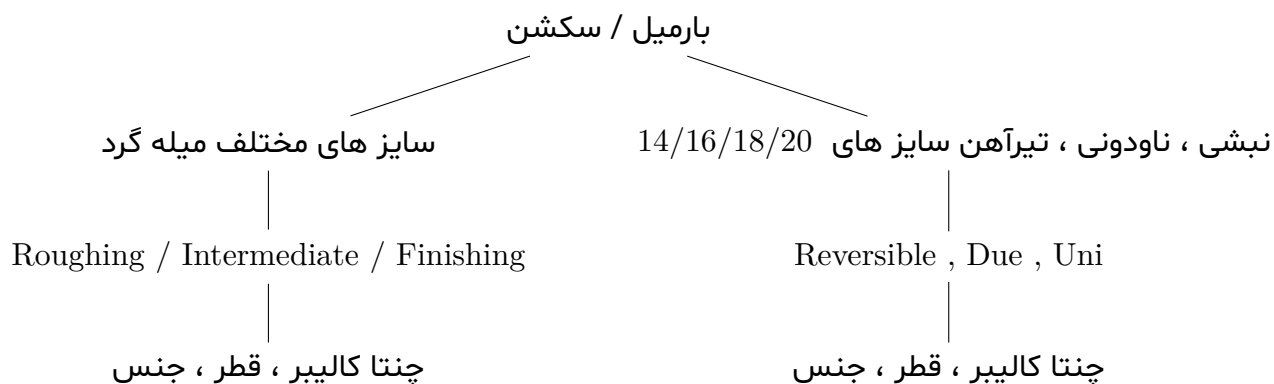 بارمیل / سکشن
نبشی ، ناودونی ، تیرآهن سایز های 14/16/18/20
سایز های مختلف میله گرد
Reversible , Due , Uni
Roughing / Intermediate / Finishing
چنتا کالیبر ، قطر ، جنس
چنتا کالیبر ، قطر ، جنس